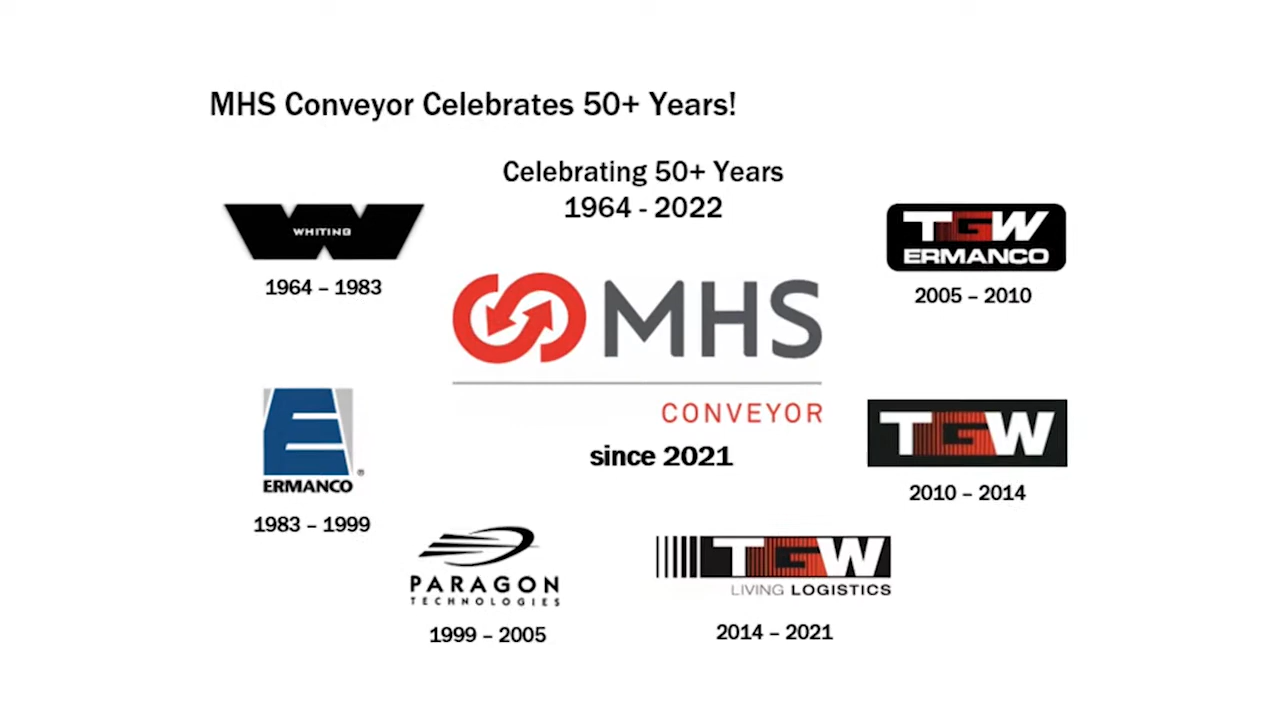 MHS Conveyor Celebrates 50+ Years!
Celebrating 50+ Years
1964 - 2022
WHITING
1964 – 1983
TGW
ERMANCO
2005 – 2010
MHS
CONVEYOR
since 2021
E
ERMANCO
®
1983 – 1999
TGW
2010 – 2014
PARAGON
TECHNOLOGIES
1999 – 2005
TGW
LIVING LOGISTICS
2014 – 2021